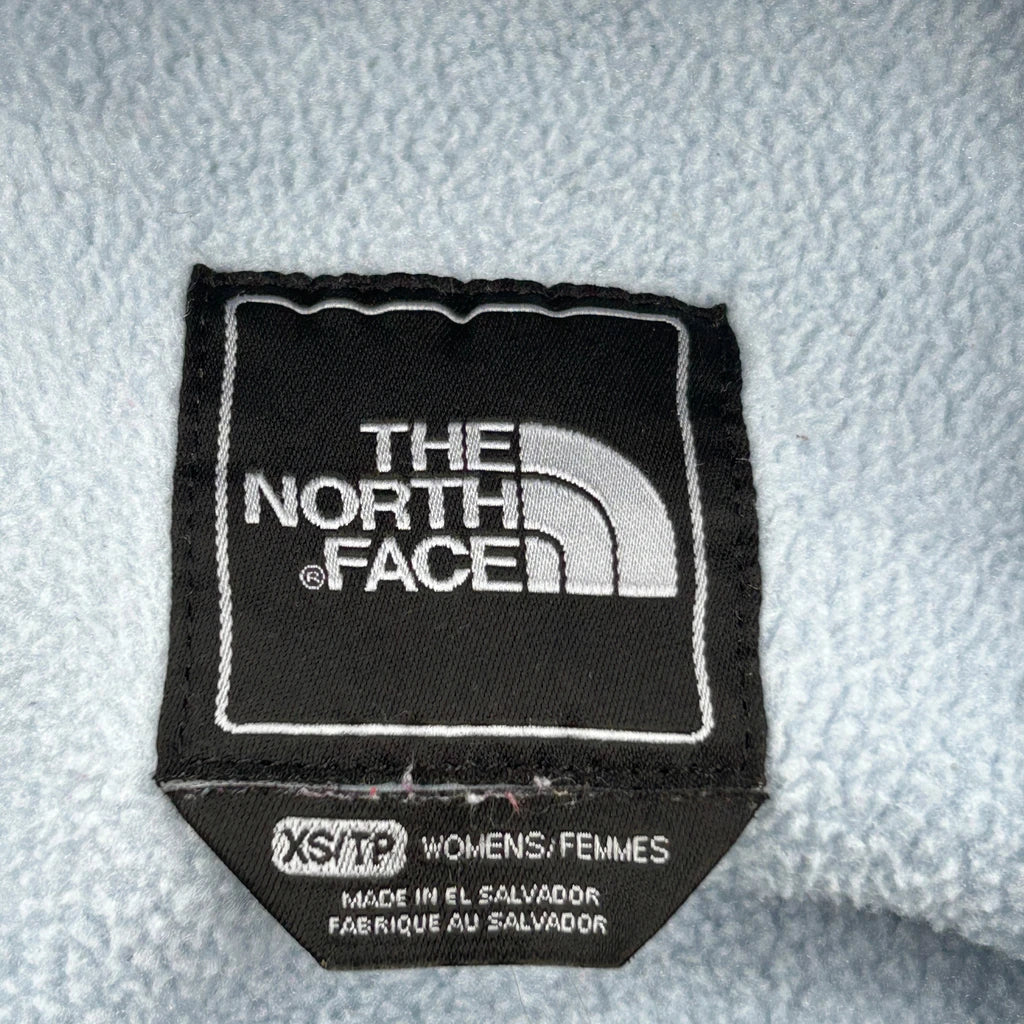 THE
NORTH
®FACE
XS/TP WOMENS/FEMMES
MADE IN EL SALVADOR
FABRIQUE AU SALVADOR